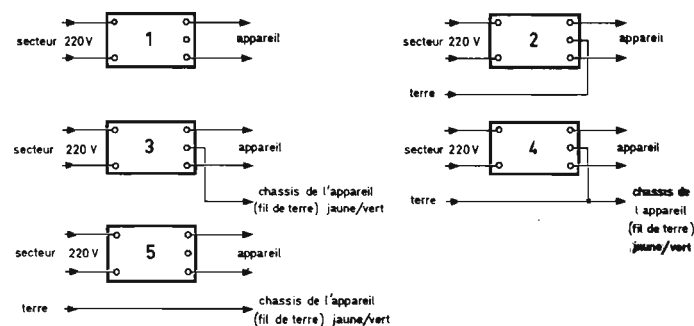 secteur 220 V 1 appareil
secteur 220 V 2 appareil
terre
secteur 220 V 3 appareil
chassis de l'appareil
(fil de terre) jaune/vert
secteur 220 V 4 appareil
terre
chassis de
l appareil
(fil de terre)
jaune/vert
secteur 220 V 5 appareil
terre
chassis de l'appareil
(fil de terre) jaune/vert